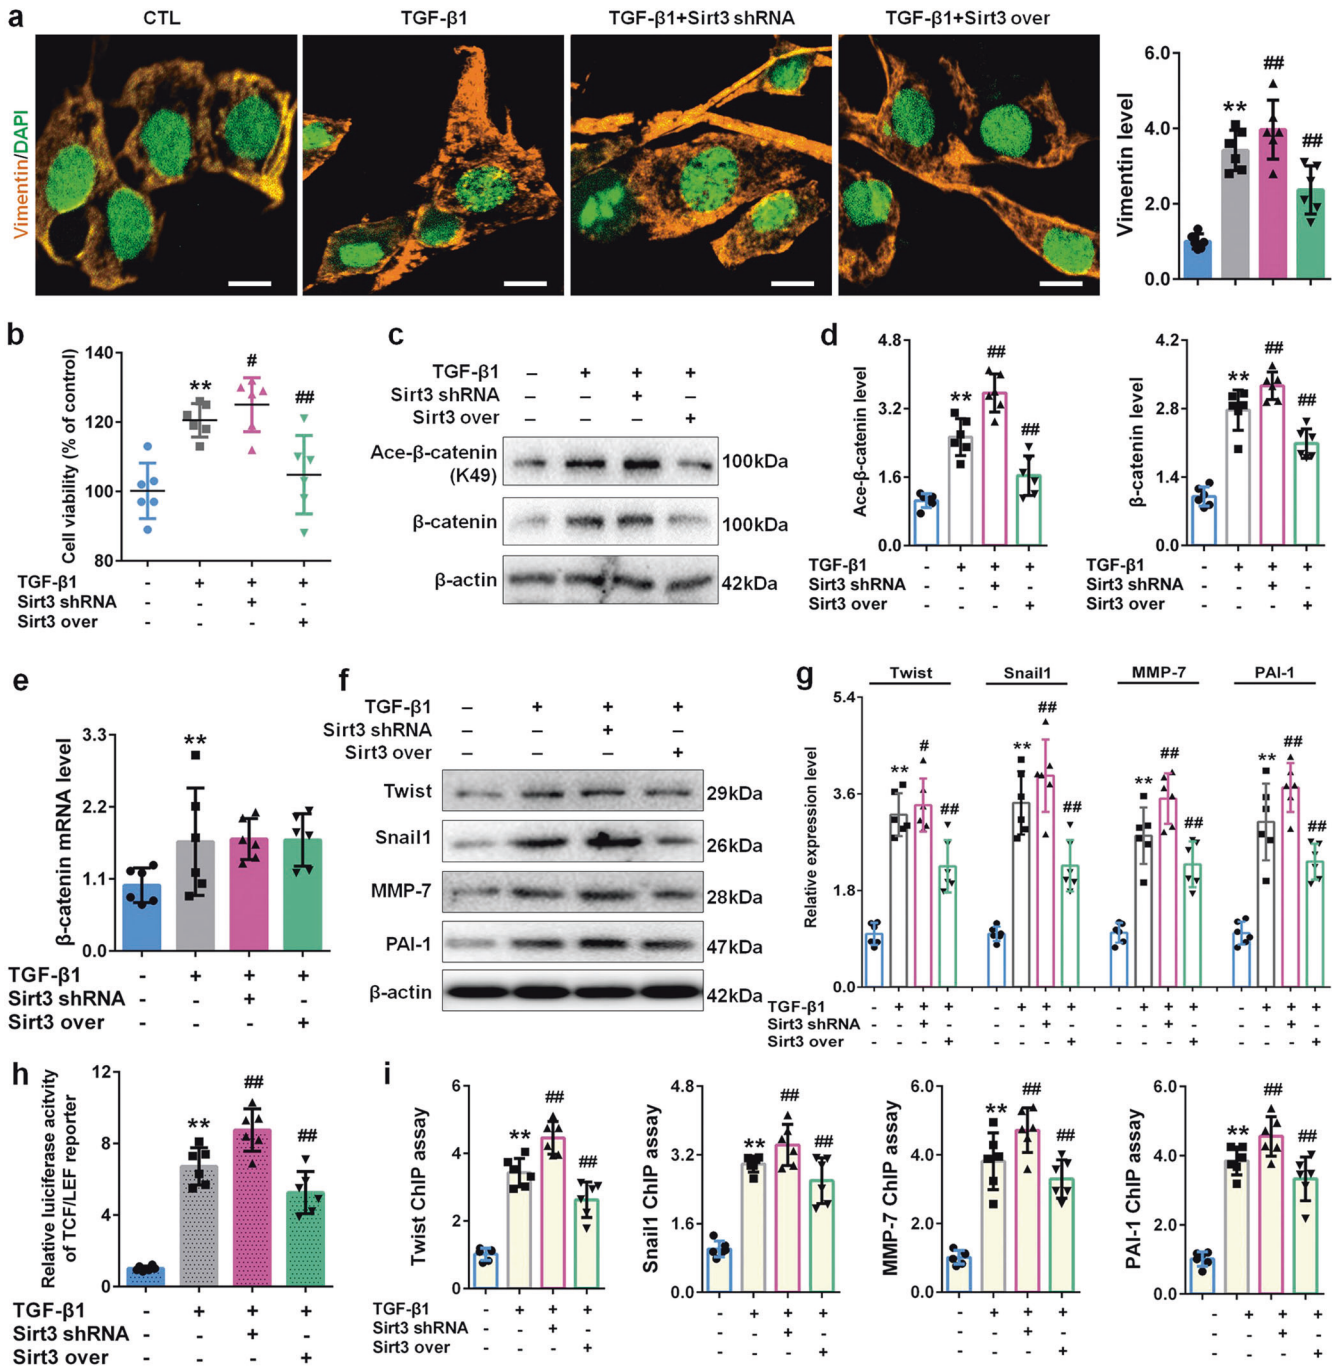 a
CTL
TGF-β1
TGF-β1+Sirt3 shRNA
TGF-β1+Sirt3 over
Vimentin/DAPI
Vimentin level
6.0
4.0
2.0
0.0
**
##
##
b
Cell viability (% of control)
140
120
100
80
**
#
##
TGF-β1 - + + +
Sirt3 shRNA - - + -
Sirt3 over - - - +
c
TGF-β1 – + + +
Sirt3 shRNA – – + –
Sirt3 over – – – +
Ace-β-catenin
(K49)
100kDa
β-catenin
100kDa
β-actin
42kDa
d
Ace-β-catenin level
4.8
3.2
1.6
0.0
**
##
##
TGF-β1 - + + +
Sirt3 shRNA - - + -
Sirt3 over - - - +
β-catenin level
4.2
2.8
1.4
0.0
**
##
##
TGF-β1 - + + +
Sirt3 shRNA - - + -
Sirt3 over - - - +
e
β-catenin mRNA level
3.3
2.2
1.1
0.0
**
TGF-β1 - + + +
Sirt3 shRNA - - + -
Sirt3 over - - - +
f
TGF-β1 – + + +
Sirt3 shRNA – – + –
Sirt3 over – – – +
Twist 29kDa
Snail1 26kDa
MMP-7 28kDa
PAI-1 47kDa
β-actin 42kDa
g
Twist Snail1 MMP-7 PAI-1
Relative expression level
5.4
3.6
1.8
0.0
** # ##
** ## ##
** ## ##
** ## ##
TGF-β1 - + + + - + + + - + + + - + + +
Sirt3 shRNA - - + - - - + - - - + - - - + -
Sirt3 over - - - + - - - + - - - + - - - +
h
Relative luiciferase acitvity
of TCF/LEF reporter
12
8
4
0
**
##
##
TGF-β1 - + + +
Sirt3 shRNA - - + -
Sirt3 over - - - +
i
Twist ChIP assay
6
4
2
0
**
##
##
Snail1 ChIP assay
4.8
3.2
1.6
0.0
**
##
##
MMP-7 ChIP assay
6.0
4.0
2.0
0.0
**
##
##
PAI-1 ChIP assay
6.0
4.0
2.0
0.0
**
##
##
TGF-β1 - + + + - + + + - + + + - + + +
Sirt3 shRNA - - + - - - + - - - + - - - + -
Sirt3 over - - - + - - - + - - - + - - - +